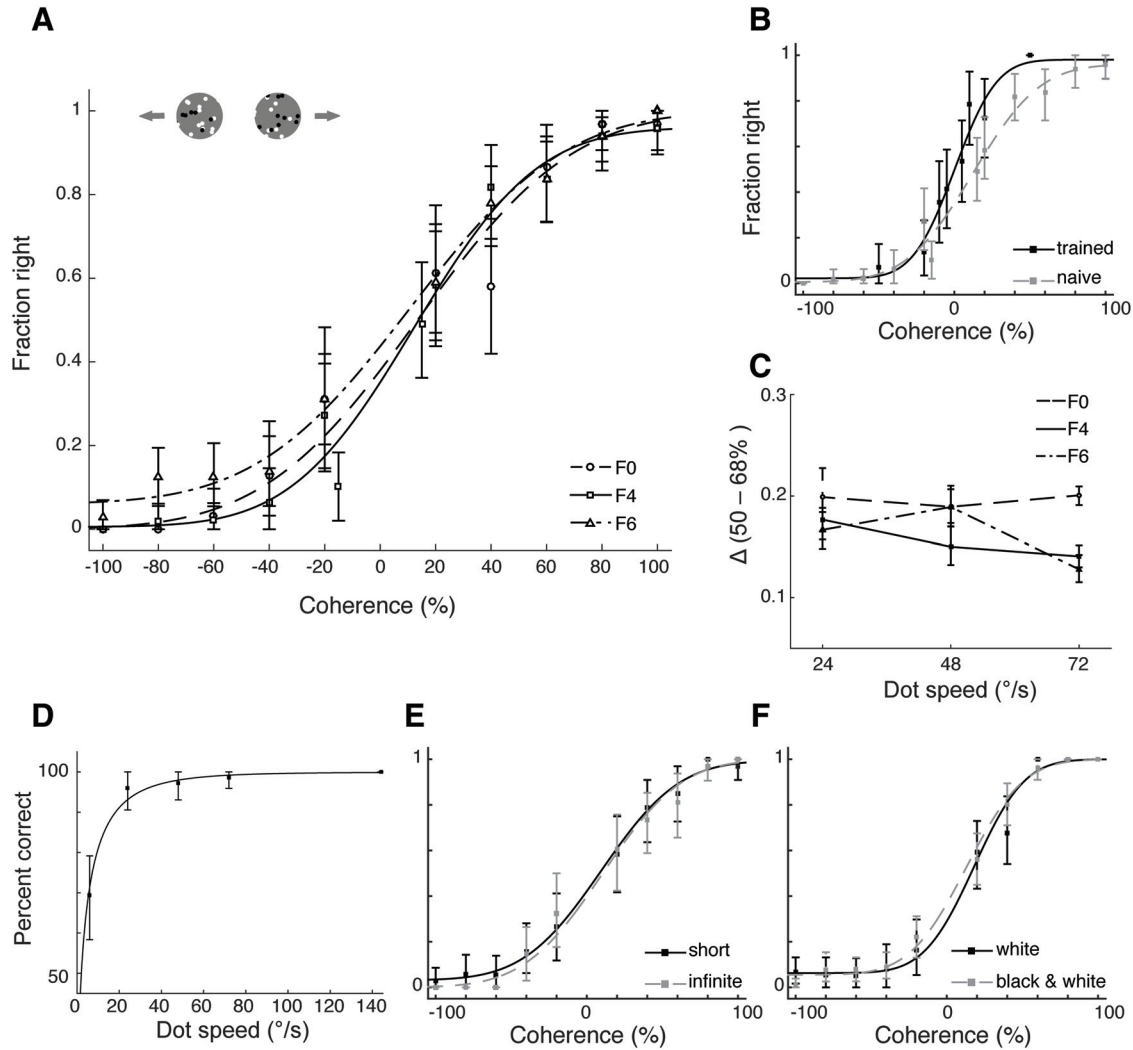 A
Fraction right
1
0.8
0.6
0.4
0.2
0
-100 -80 -60 -40 -20 0 20 40 60 80 100
Coherence (%)
F0
F4
F6
B
Fraction right
1
0
-100 0 100
Coherence (%)
trained
naive
C
Δ (50 – 68% )
0.3
0.2
0.1
24 48 72
Dot speed (°/s)
F0
F4
F6
D
Percent correct
100
50
0 20 40 60 80 100 120 140
Dot speed (°/s)
E
1
0
-100 0 100
Coherence (%)
short
infinite
F
1
0
-100 0 100
Coherence (%)
white
black & white